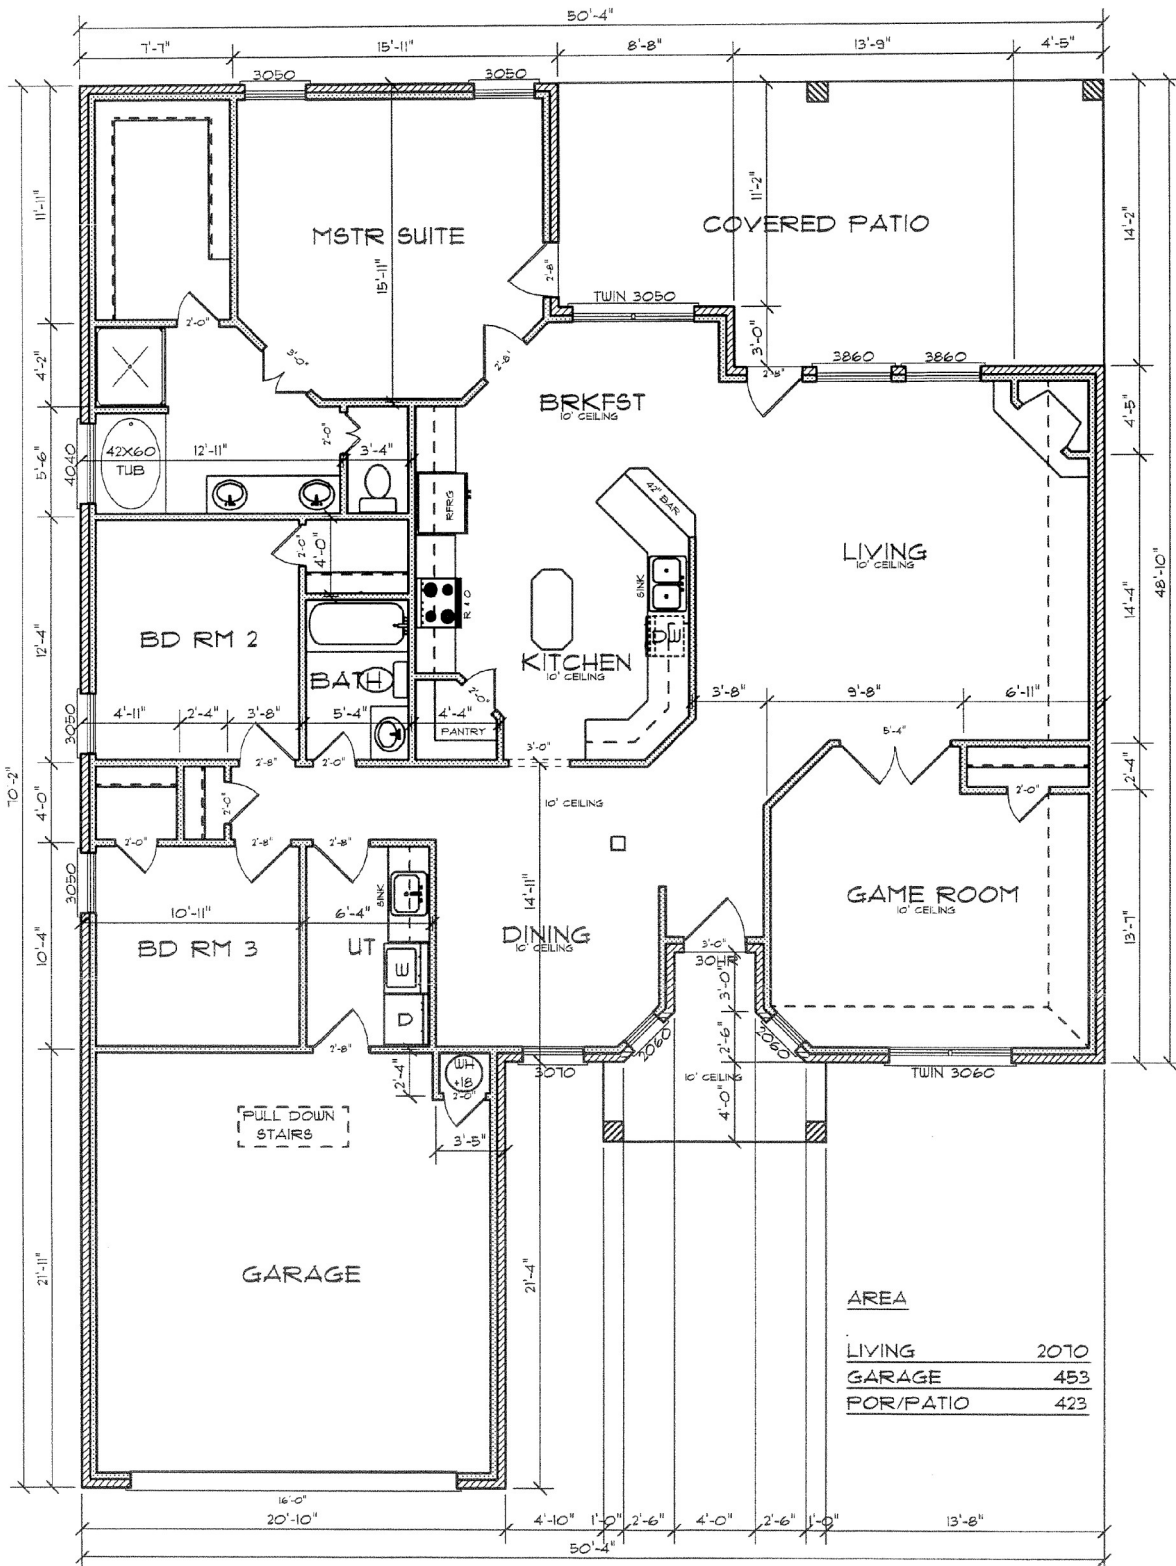 50'-4"
7'-7" 15'-11" 8'-8" 13'-9" 4'-5"
3050 3050
11'-11"
MSTR SUITE
15'-11"
11'-2"
COVERED PATIO
14'-2"
2'-8"
TWIN 3050
2'-0"
3'-0"
2'-8"
3'-0"
4'-2"
2'-8"
3860 3860
BRKFST
10' CEILING
4'-5"
42X60
TUB
12'-11"
2'-0"
3'-4"
4040
5'-6"
RFRG
42" BAR
2'-0"
4'-0"
LIVING
10' CEILING
48'-10"
SINK
R & O
14'-4"
12'-4"
BD RM 2
BATH
KITCHEN
10' CEILING
DW
2'-0"
3'-8" 9'-8" 6'-11"
3050
4'-11" 2'-4" 3'-8" 5'-4" 4'-4"
PANTRY
5'-4"
2'-8" 2'-0" 3'-0"
2'-4"
70'-2"
4'-0"
2'-0"
10' CEILING
2'-0"
2'-0" 2'-8" 2'-8"
3050
SINK
14'-11"
GAME ROOM
10' CEILING
10'-11" 6'-4"
13'-7"
10'-4"
BD RM 3
UT
DINING
10' CEILING
3'-0"
30HR
W
3'-0"
D
2'-6"
2060 2060
2'-8"
3070
TWIN 3060
2'-4"
WH
+18
2'-0"
10' CEILING
4'-0"
PULL DOWN
STAIRS
3'-5"
GARAGE
21'-11"
21'-4"
AREA
LIVING 2070
GARAGE 453
POR/PATIO 423
16'-0"
20'-10" 4'-10" 1'-0" 2'-6" 4'-0" 2'-6" 1'-0" 13'-8"
50'-4"